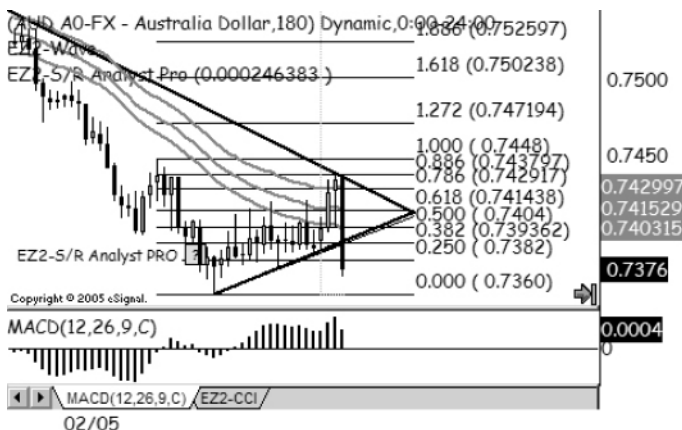 (AUD A0-FX - Australia Dollar,180) Dynamic,0:00-24:00
EZ2-Wave
EZ2-S/R Analyst Pro (0.000246383 )
1.886 (0.752597)
1.618 (0.750238)
1.272 (0.747194)
1.000 ( 0.7448)
0.886 (0.743797)
0.786 (0.742917)
0.618 (0.741438)
0.500 ( 0.7404)
0.382 (0.739362)
0.250 ( 0.7382)
0.000 ( 0.7360)
0.7500
0.7450
0.742997
0.741529
0.740315
0.7376
EZ2-S/R Analyst PRO ?
Copyright © 2005 eSignal.
MACD(12,26,9,C)
0.0004
0
MACD(12,26,9,C) EZ2-CCI
02/05